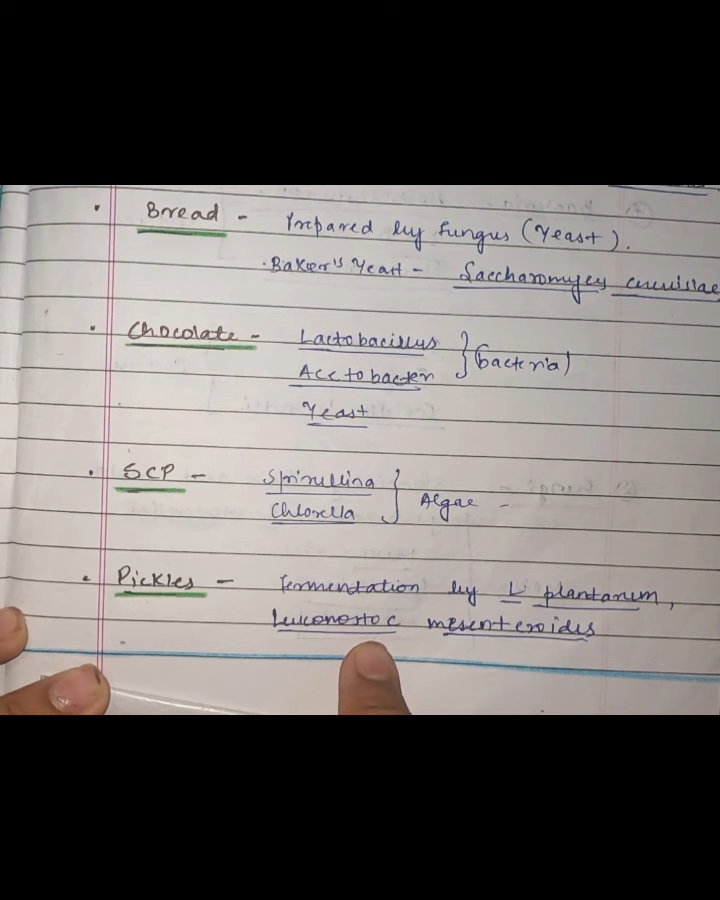 • Bread - Prepared by fungus (Yeast).
• Baker's Yeast - Saccharomyces cerevisiae
• Chocolate - Lactobacillus } (bacteria)
Acetobacter
Yeast
• SCP - Spirullina } Algae -
Chlorella
• Pickles - fermentation by L plantarum,
Leuconostoc mesenteroides